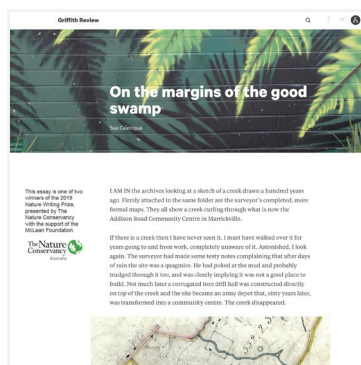 Griffith Review
On the margins of the good
swamp
Sue Castrique
This essay is one of two
winners of the 2019
Nature Writing Prize,
presented by The
Nature Conservancy
with the support of the
McLean Foundation.
The Nature
Conservancy
Australia
I AM IN the archives looking at a sketch of a creek drawn a hundred years
ago. Firmly attached in the same folder are the surveyor's completed, more
formal maps. They all show a creek curling through what is now the
Addison Road Community Centre in Marrickville.
If there is a creek then I have never seen it. I must have walked over it for
years going to and from work, completely unaware of it. Astonished, I look
again. The surveyor had made some testy notes complaining that after days
of rain the site was a quagmire. He had poked at the mud and probably
trudged through it too, and was clearly implying it was not a good place to
build. Not much later a corrugated iron drill hall was constructed directly
on top of the creek and the site became an army depot that, sixty years later,
was transformed into a community centre. The creek disappeared.